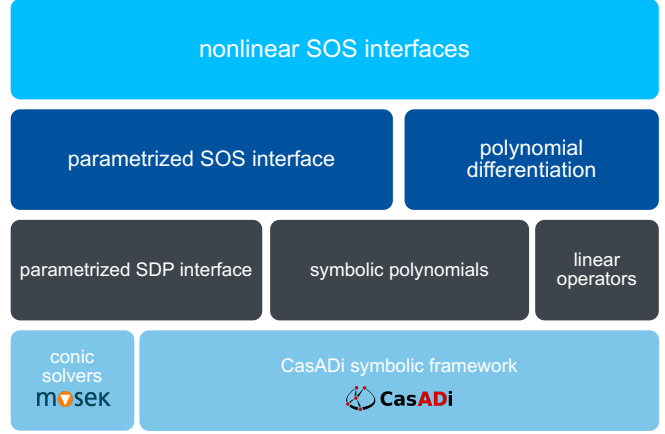 nonlinear SOS interfaces
parametrized SOS interface
polynomial
differentiation
parametrized SDP interface
symbolic polynomials
linear
operators
conic
solvers
mosek
CasADi symbolic framework
CasADi